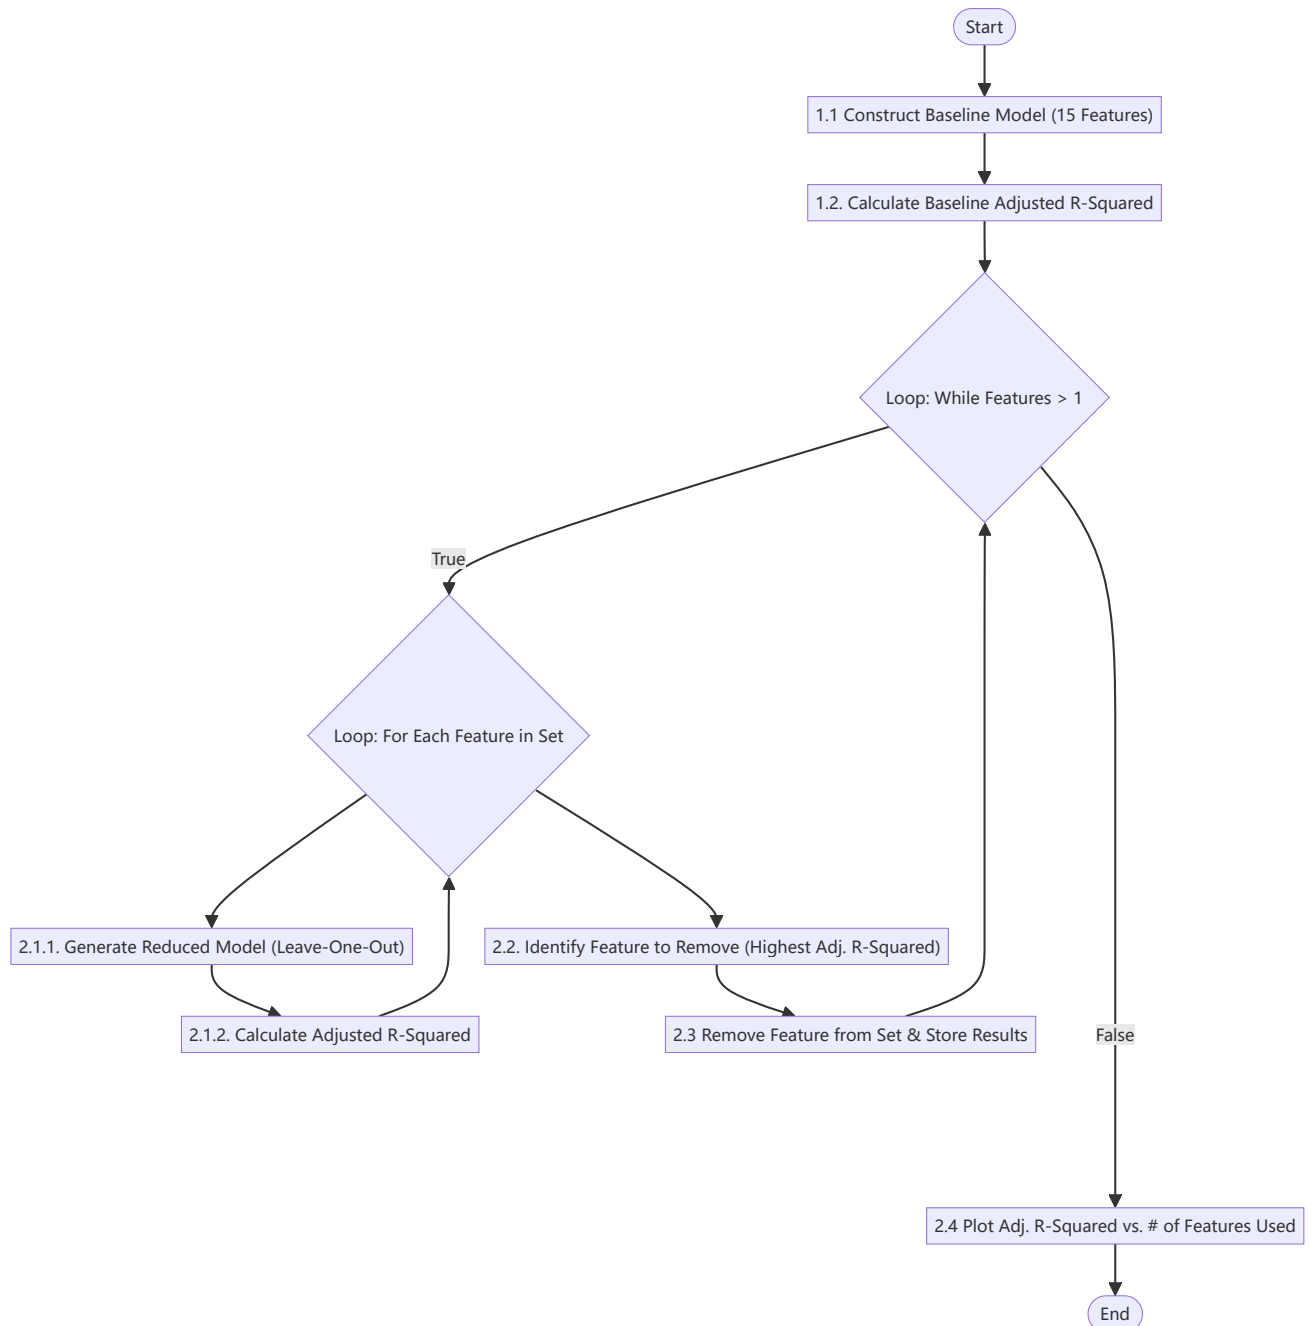 Start
1.1 Construct Baseline Model (15 Features)
1.2. Calculate Baseline Adjusted R-Squared
Loop: While Features > 1
True
Loop: For Each Feature in Set
2.1.1. Generate Reduced Model (Leave-One-Out)
2.2. Identify Feature to Remove (Highest Adj. R-Squared)
2.1.2. Calculate Adjusted R-Squared
2.3 Remove Feature from Set & Store Results
False
2.4 Plot Adj. R-Squared vs. # of Features Used
End